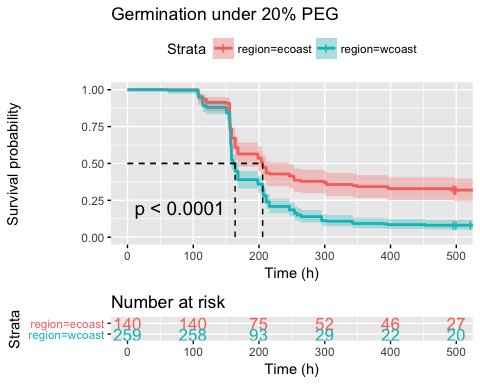 Germination under 20% PEG
Strata region=ecoast region=wcoast
Survival probability
1.00
0.75
0.50
0.25
0.00
p < 0.0001
0 100 200 300 400 500
Time (h)
Number at risk
Strata
region=ecoast 140 140 75 52 46 27
region=wcoast 259 258 93 29 22 20
0 100 200 300 400 500
Time (h)